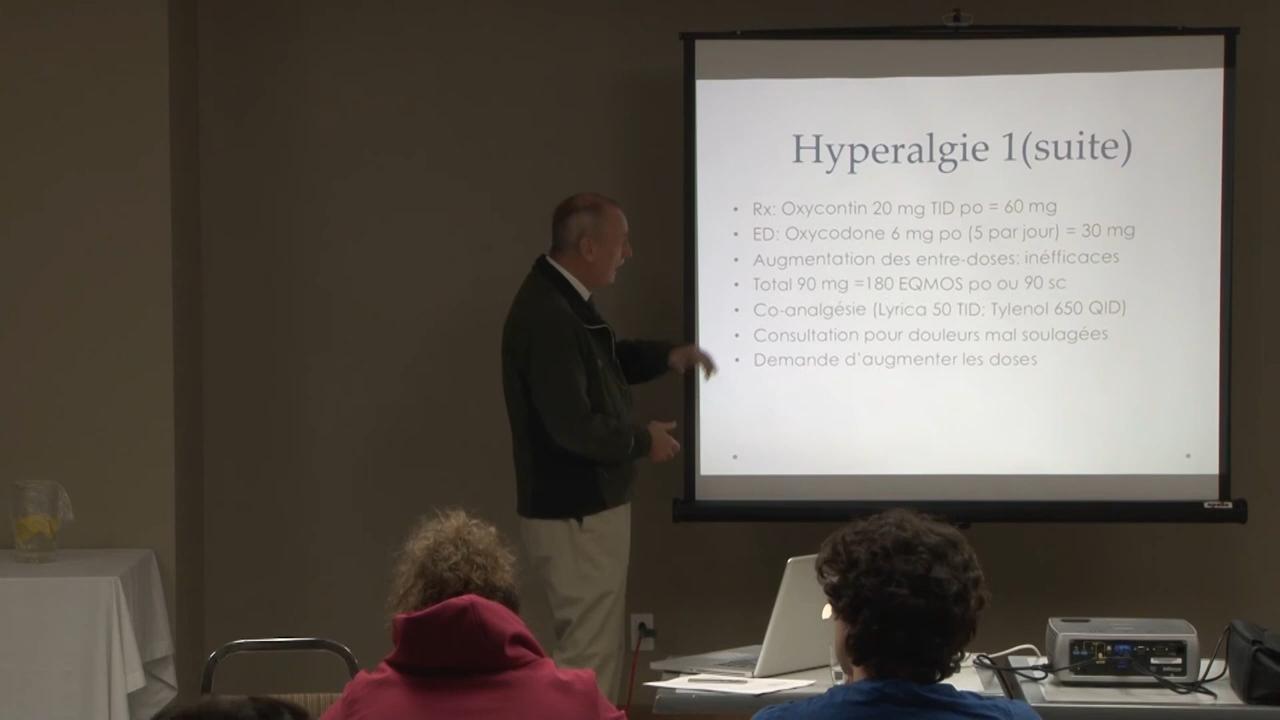 Hyperalgie 1(suite)
• Rx: Oxycontin 20 mg TID po = 60 mg
• ED: Oxycodone 6 mg po (5 par jour) = 30 mg
• Augmentation des entre-doses: inéfficaces
• Total 90 mg =180 EQMOS po ou 90 sc
• Co-analgésie (Lyrica 50 TID; Tylenol 650 QID)
• Consultation pour douleurs mal soulagées
• Demande d'augmenter les doses